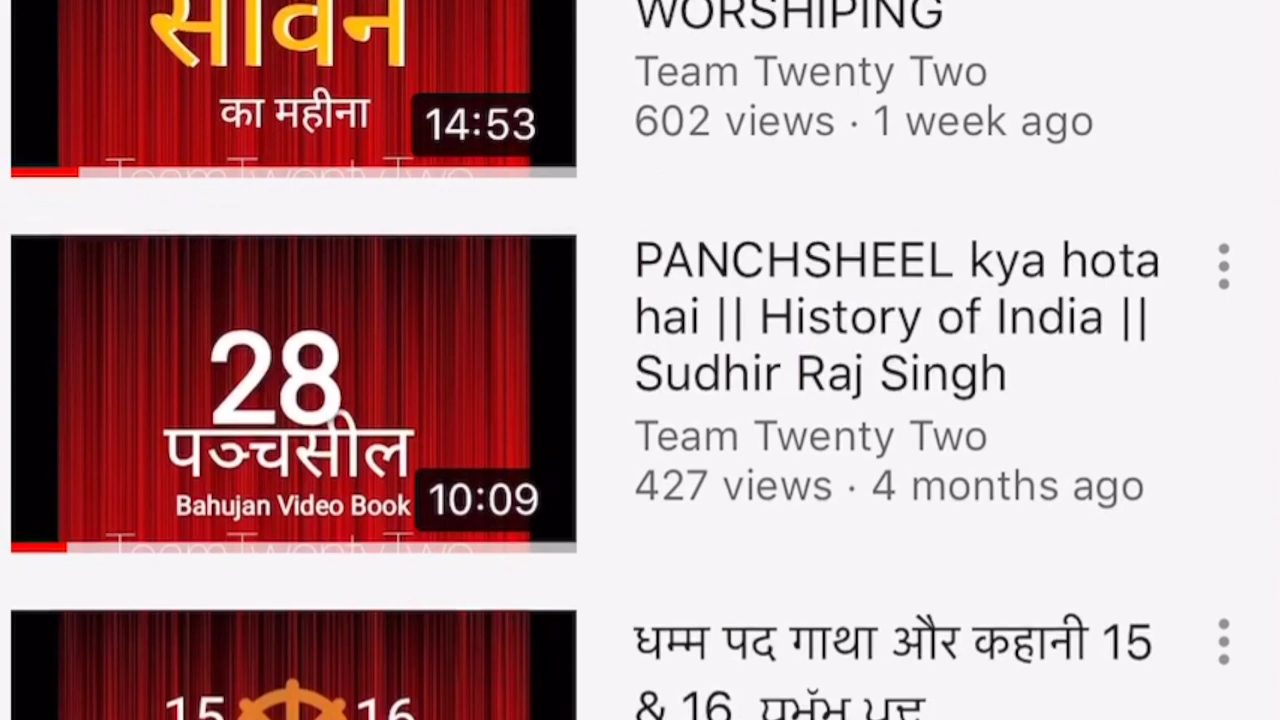 सावन
का महीना
14:53
TeamTwentyTwo
WORSHIPING
Team Twenty Two
602 views · 1 week ago
28
पञ्चसील
Bahujan Video Book
10:09
TeamTwentyTwo
PANCHSHEEL kya hota
hai || History of India ||
Sudhir Raj Singh
Team Twenty Two
427 views · 4 months ago
15 16
धम्म पद गाथा और कहानी 15
& 16